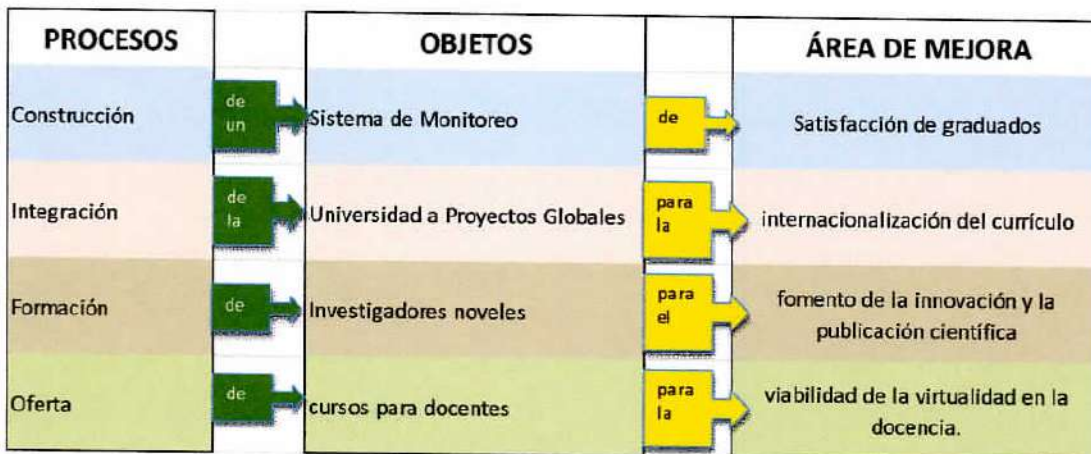 PROCESOS OBJETOS ÁREA DE MEJORA
Construcción de un Sistema de Monitoreo de Satisfacción de graduados
Integración de la Universidad a Proyectos Globales para la internacionalización del currículo
Formación de Investigadores noveles para el fomento de la innovación y la
publicación científica
Oferta de cursos para docentes para la viabilidad de la virtualidad en la
docencia.